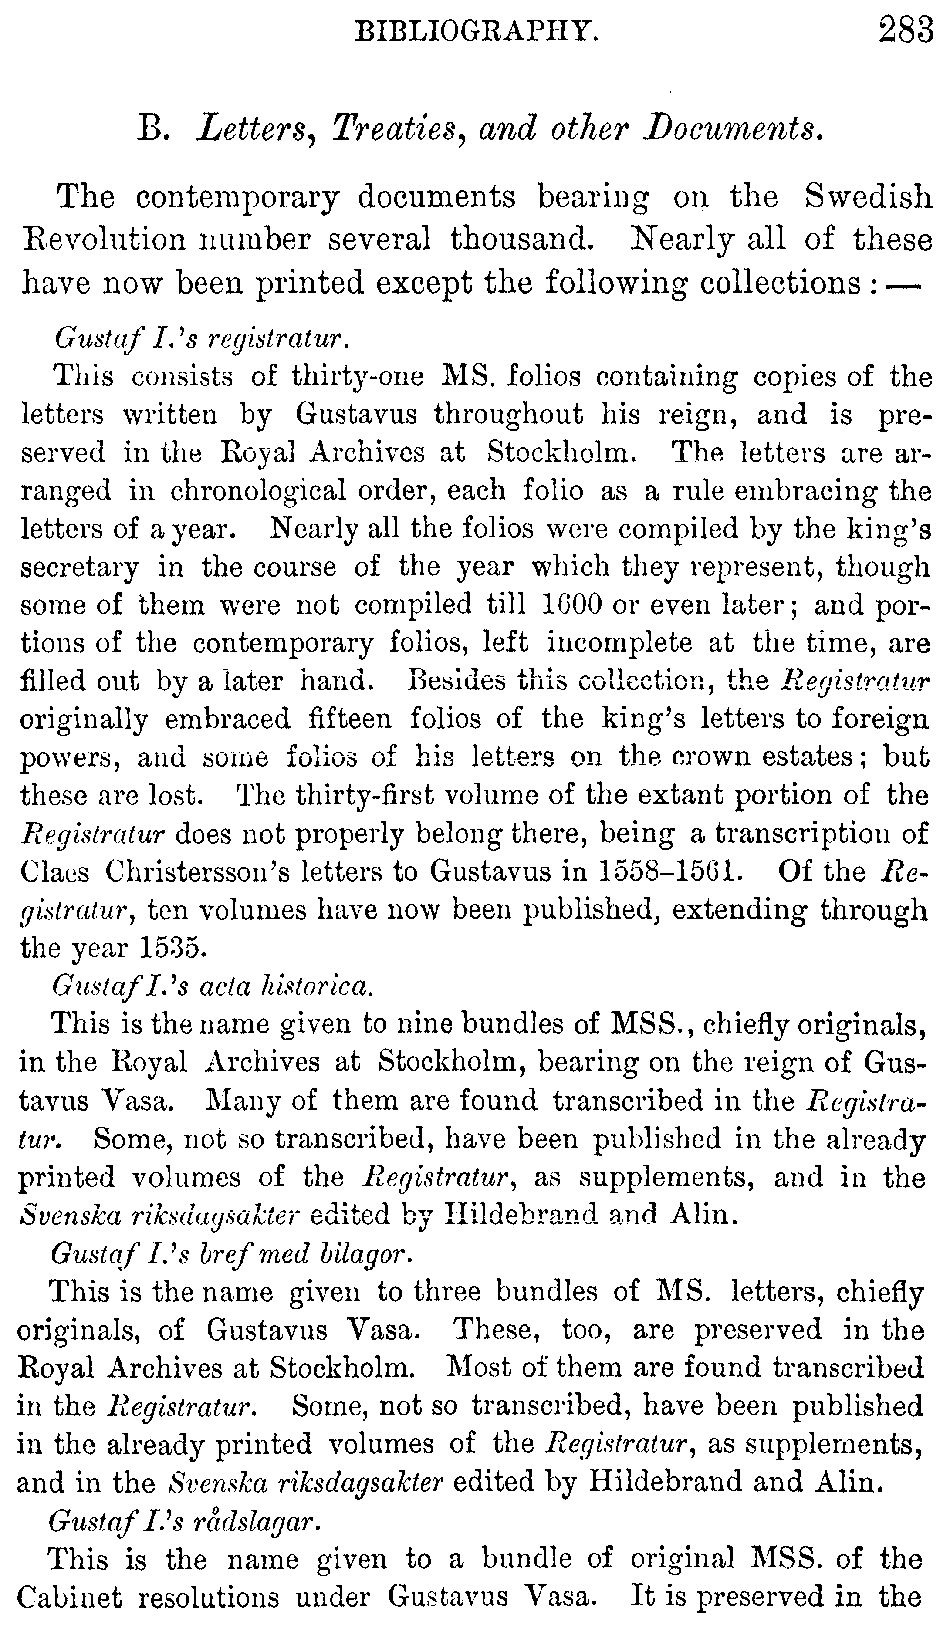 BIBLIOGRAPHY. 283
B. Letters, Treaties, and other Documents.
The contemporary documents bearing on the Swedish
Revolution number several thousand. Nearly all of these
have now been printed except the following collections : —
Gustaf I.'s registratur.
This consists of thirty-one MS. folios containing copies of the
letters written by Gustavus throughout his reign, and is pre-
served in the Royal Archives at Stockholm. The letters are ar-
ranged in chronological order, each folio as a rule embracing the
letters of a year. Nearly all the folios were compiled by the king's
secretary in the course of the year which they represent, though
some of them were not compiled till 1600 or even later; and por-
tions of the contemporary folios, left incomplete at the time, are
filled out by a later hand. Besides this collection, the Registratur
originally embraced fifteen folios of the king's letters to foreign
powers, and some folios of his letters on the crown estates; but
these are lost. The thirty-first volume of the extant portion of the
Registratur does not properly belong there, being a transcription of
Claes Christersson's letters to Gustavus in 1558–1561. Of the Re-
gistratur, ten volumes have now been published, extending through
the year 1535.
Gustaf I.'s acta historica.
This is the name given to nine bundles of MSS., chiefly originals,
in the Royal Archives at Stockholm, bearing on the reign of Gus-
tavus Vasa. Many of them are found transcribed in the Registra-
tur. Some, not so transcribed, have been published in the already
printed volumes of the Registratur, as supplements, and in the
Svenska riksdagsakter edited by Hildebrand and Alin.
Gustaf I.'s bref med bilagor.
This is the name given to three bundles of MS. letters, chiefly
originals, of Gustavus Vasa. These, too, are preserved in the
Royal Archives at Stockholm. Most of them are found transcribed
in the Registratur. Some, not so transcribed, have been published
in the already printed volumes of the Registratur, as supplements,
and in the Svenska riksdagsakter edited by Hildebrand and Alin.
Gustaf I.'s rådslagar.
This is the name given to a bundle of original MSS. of the
Cabinet resolutions under Gustavus Vasa. It is preserved in the